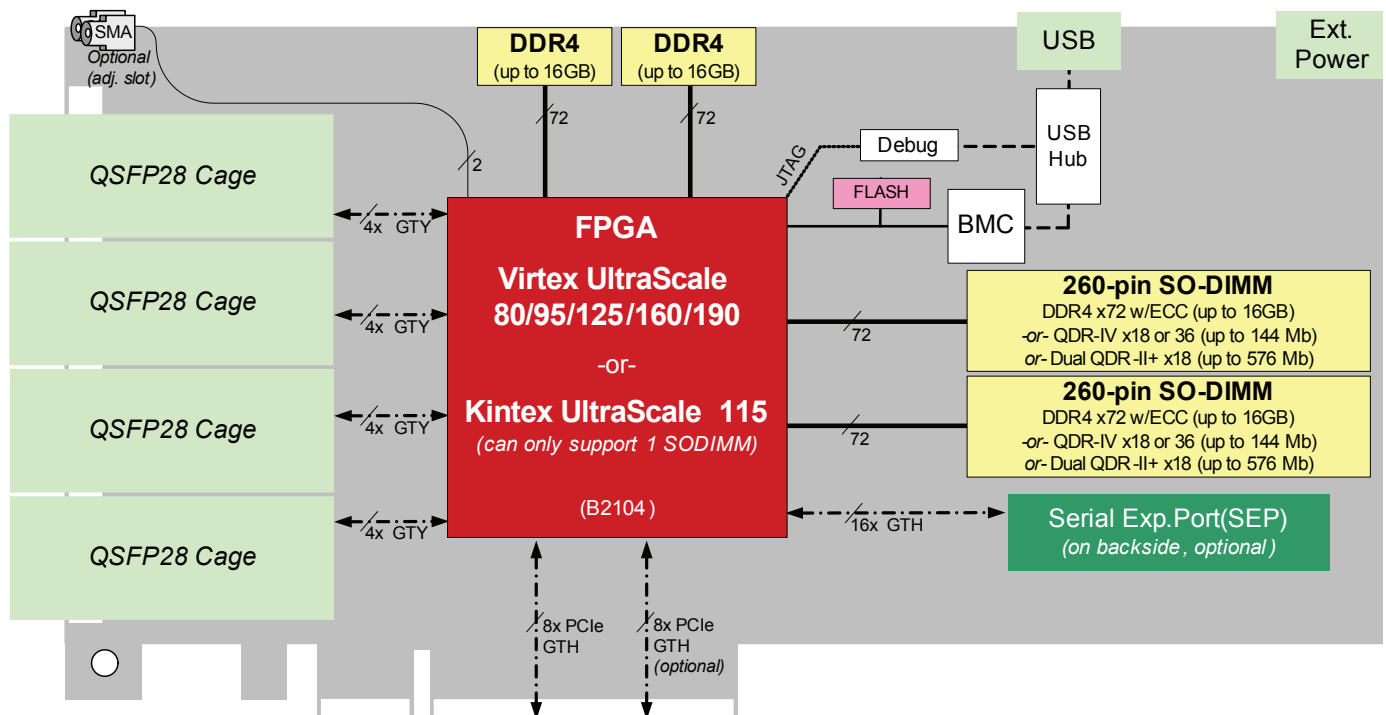 SMA
Optional
(adj. slot)
DDR4
(up to 16GB)
DDR4
(up to 16GB)
USB
Ext.
Power
72
72
2
QSFP28 Cage
4x GTY
QSFP28 Cage
4x GTY
QSFP28 Cage
4x GTY
QSFP28 Cage
4x GTY
FPGA
Virtex UltraScale
80/95/125/160/190
-or-
Kintex UltraScale 115
(can only support 1 SODIMM)
(B2104)
JTAG
Debug
USB
Hub
FLASH
BMC
72
260-pin SO-DIMM
DDR4 x72 w/ECC (up to 16GB)
-or- QDR-IV x18 or 36 (up to 144 Mb)
or- Dual QDR-II+ x18 (up to 576 Mb)
72
260-pin SO-DIMM
DDR4 x72 w/ECC (up to 16GB)
-or- QDR-IV x18 or 36 (up to 144 Mb)
or- Dual QDR-II+ x18 (up to 576 Mb)
16x GTH
Serial Exp.Port(SEP)
(on backside, optional)
8x PCIe
GTH
8x PCIe
GTH
(optional)